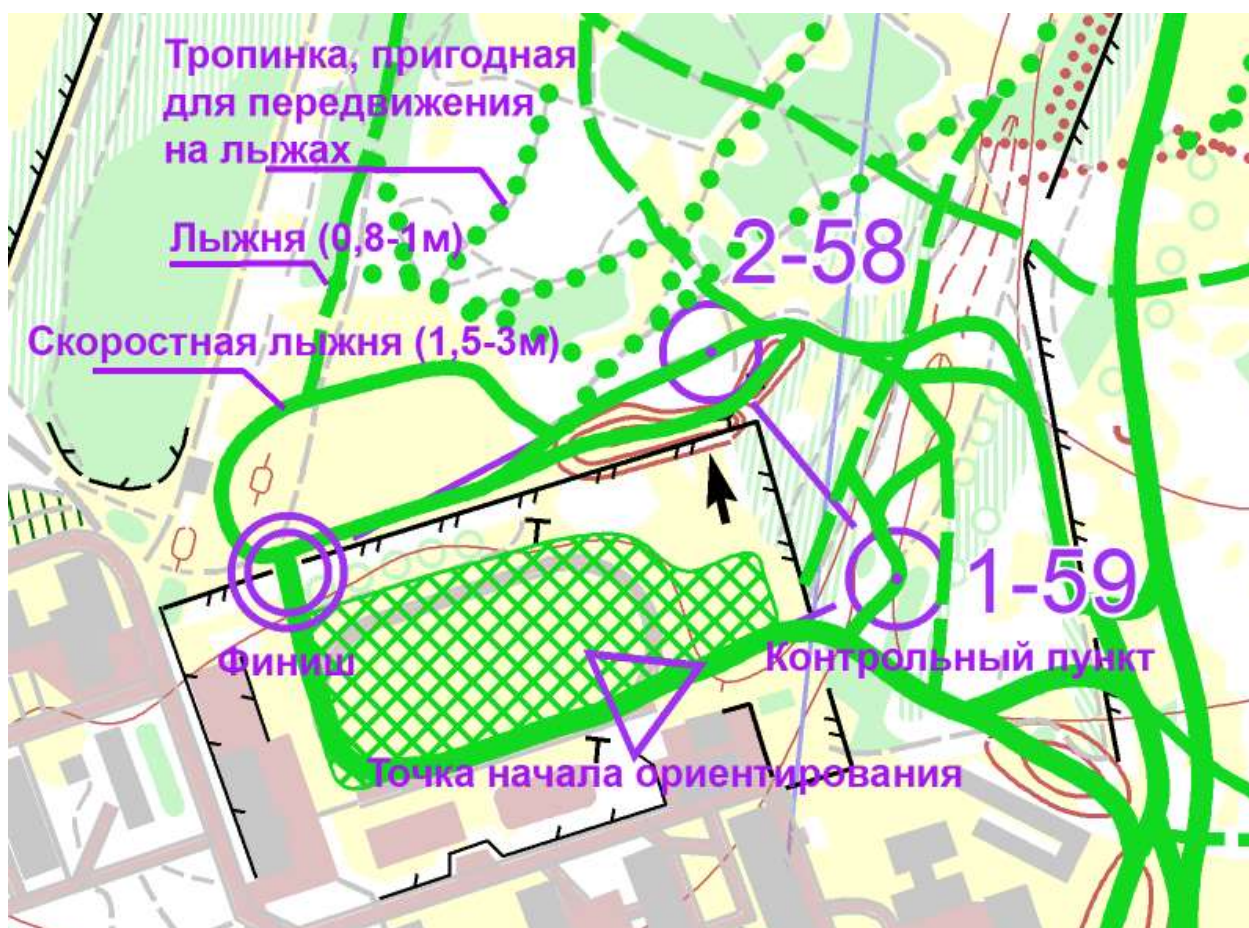 Тропинка, пригодная
для передвижения
на лыжах
2-58
Лыжня (0,8-1м)
Скоростная лыжня (1,5-3м)
1-59
Финиш
Контрольный пункт
Точка начала ориентирования